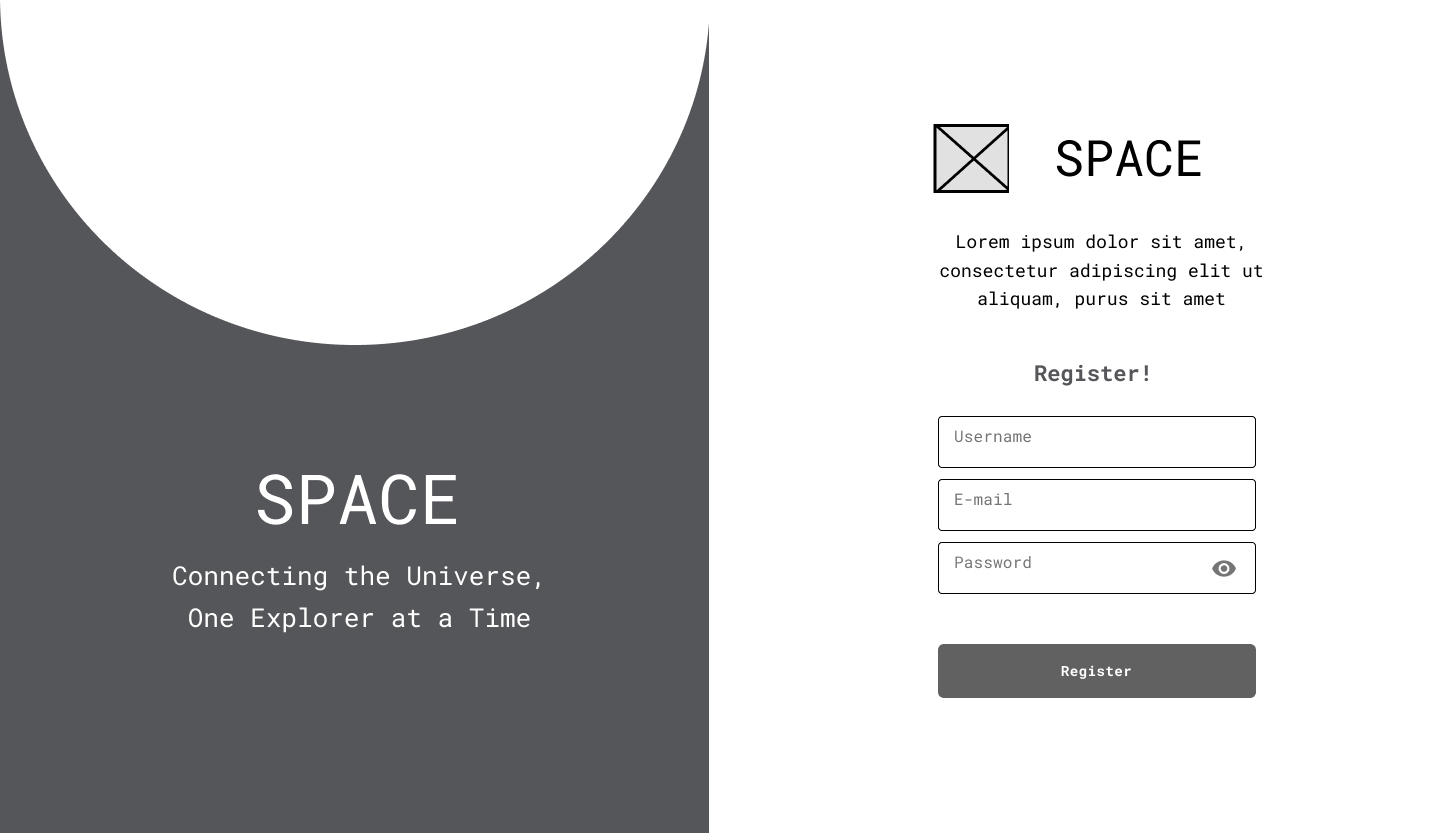 SPACE
Connecting the Universe,
One Explorer at a Time
SPACE
Lorem ipsum dolor sit amet,
consectetur adipiscing elit ut
aliquam, purus sit amet
Register!
Username
E-mail
Password
Register